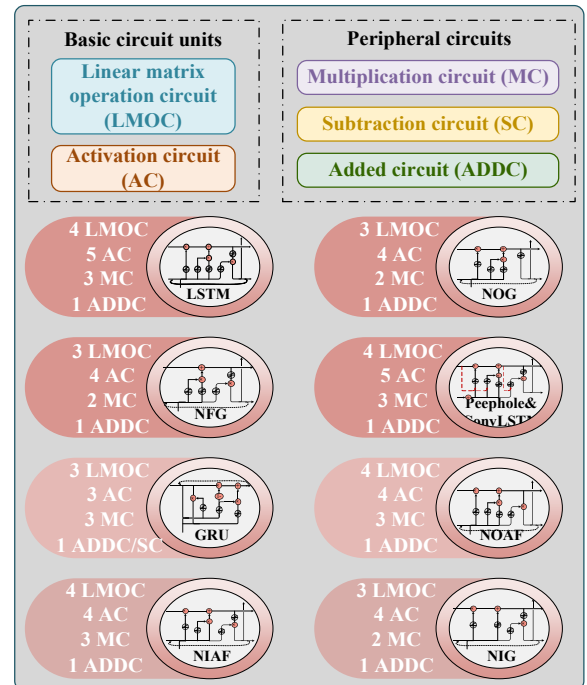 Basic circuit units
Linear matrix
operation circuit
(LMOC)
Activation circuit
(AC)
Peripheral circuits
Multiplication circuit (MC)
Subtraction circuit (SC)
Added circuit (ADDC)
4 LMOC
5 AC
3 MC
1 ADDC
LSTM
3 LMOC
4 AC
2 MC
1 ADDC
NOG
3 LMOC
4 AC
2 MC
1 ADDC
NFG
4 LMOC
5 AC
3 MC
1 ADDC
Peephole&
ConvLSTM
3 LMOC
3 AC
3 MC
1 ADDC/SC
GRU
4 LMOC
4 AC
3 MC
1 ADDC
NOAF
4 LMOC
4 AC
3 MC
1 ADDC
NIAF
3 LMOC
4 AC
2 MC
1 ADDC
NIG